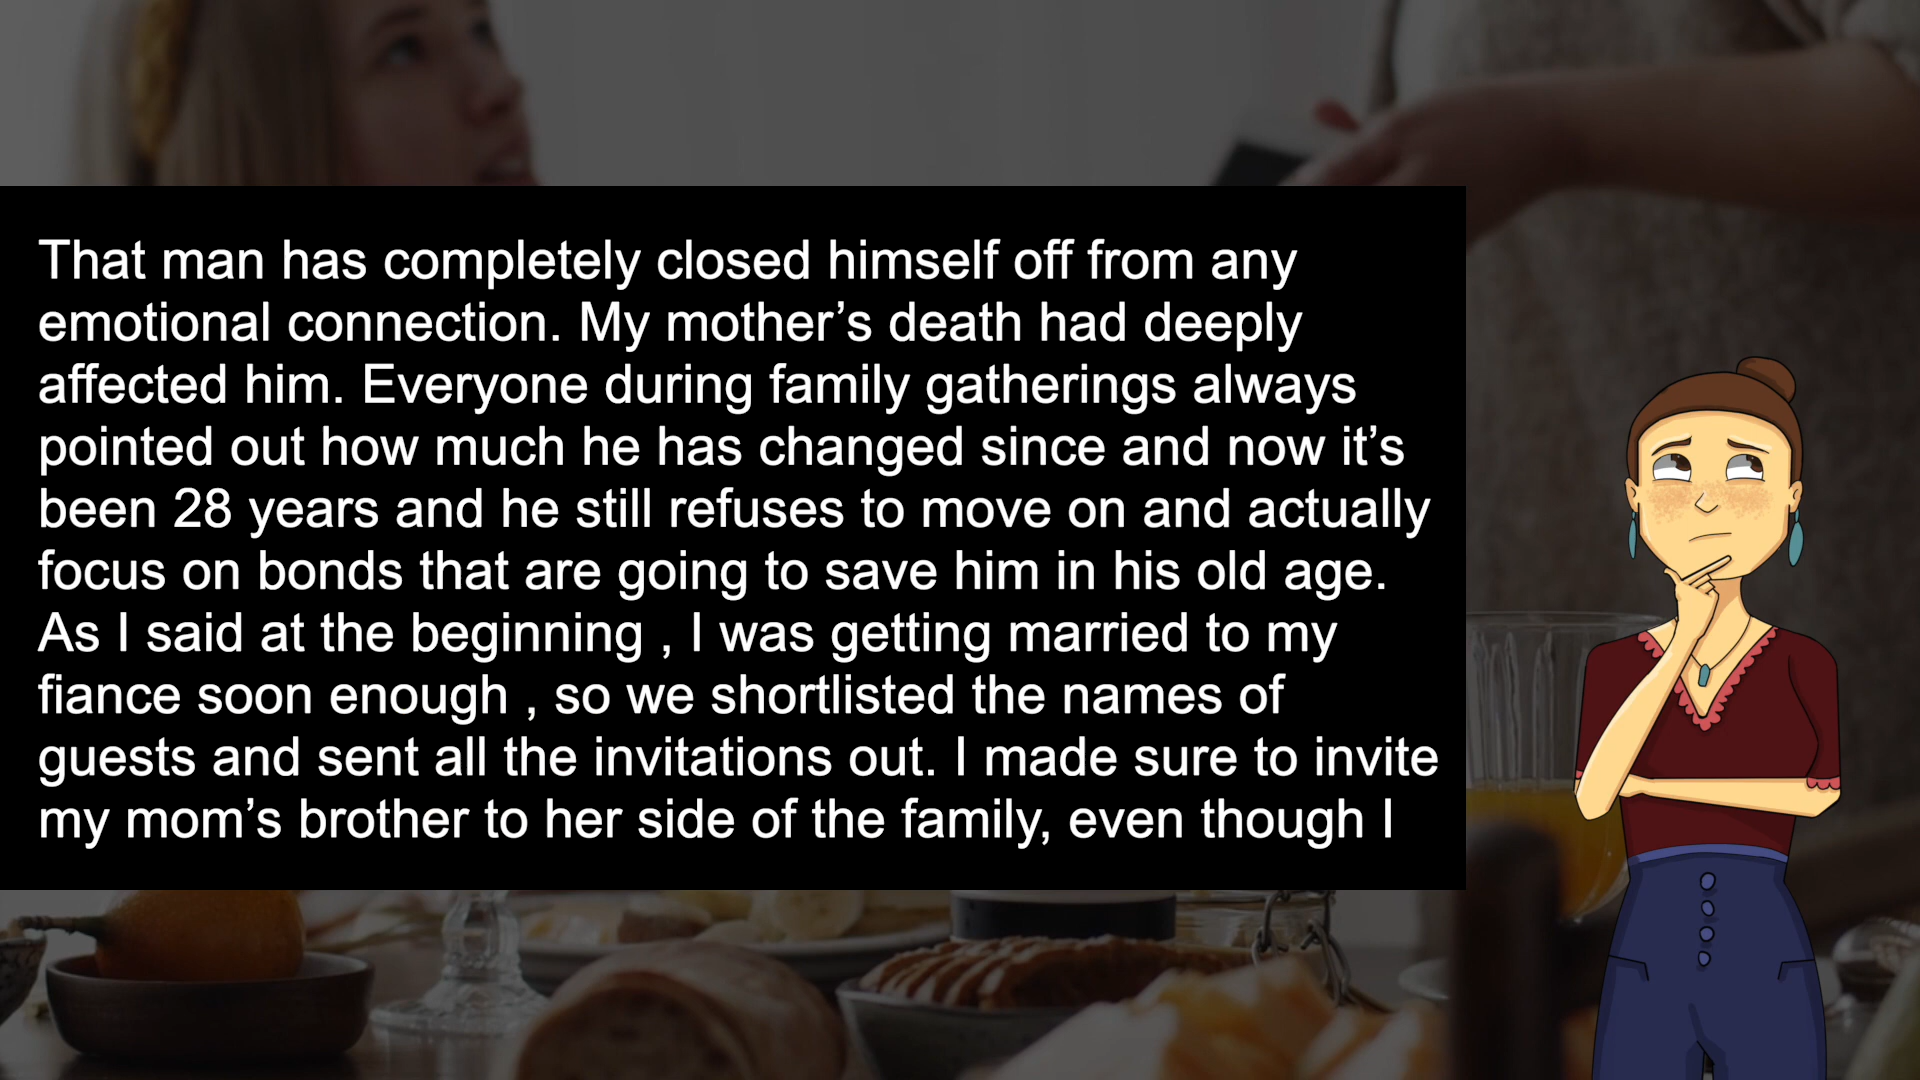 That man has completely closed himself off from any
emotional connection. My mother’s death had deeply
affected him. Everyone during family gatherings always
pointed out how much he has changed since and now it’s
been 28 years and he still refuses to move on and actually
focus on bonds that are going to save him in his old age.
As I said at the beginning , I was getting married to my
fiance soon enough , so we shortlisted the names of
guests and sent all the invitations out. I made sure to invite
my mom’s brother to her side of the family, even though I